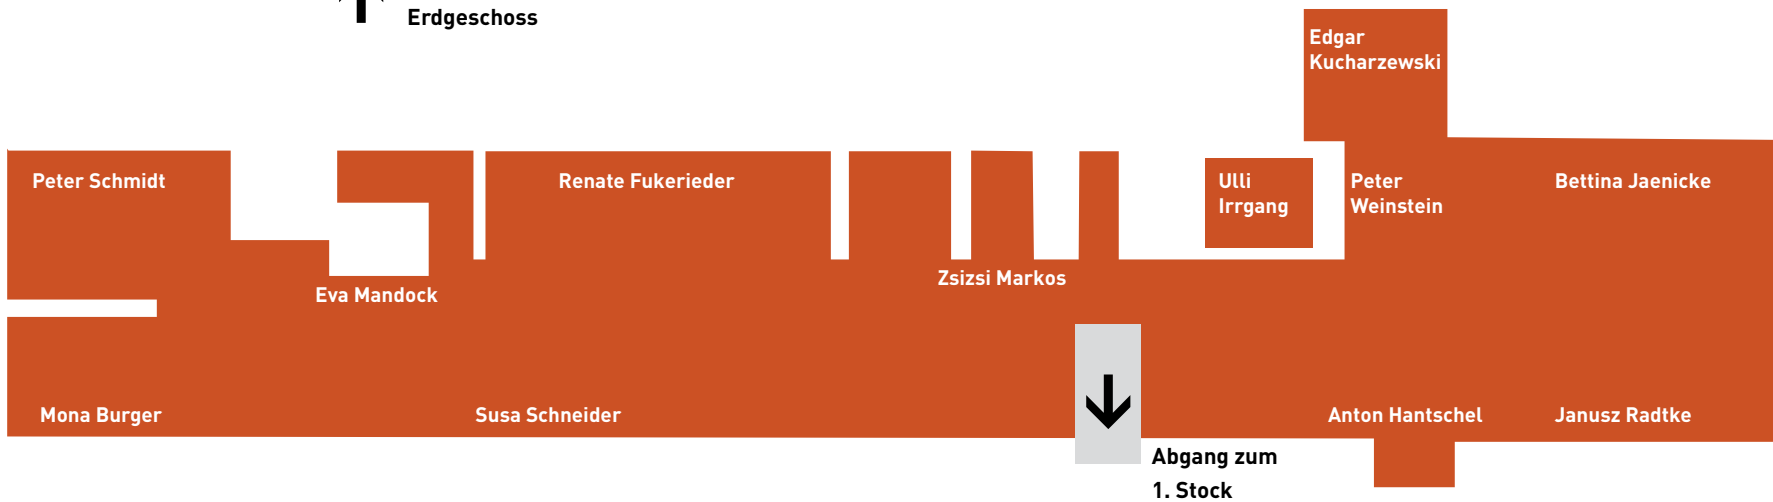 Erdgeschoss
Edgar
Kucharzewski
Peter Schmidt
Renate Fukerieder
Ulli
Irrgang
Peter
Weinstein
Bettina Jaenicke
Eva Mandock
Zsizsi Markos
Mona Burger
Susa Schneider
Anton Hantschel
Janusz Radtke
Abgang zum
1. Stock